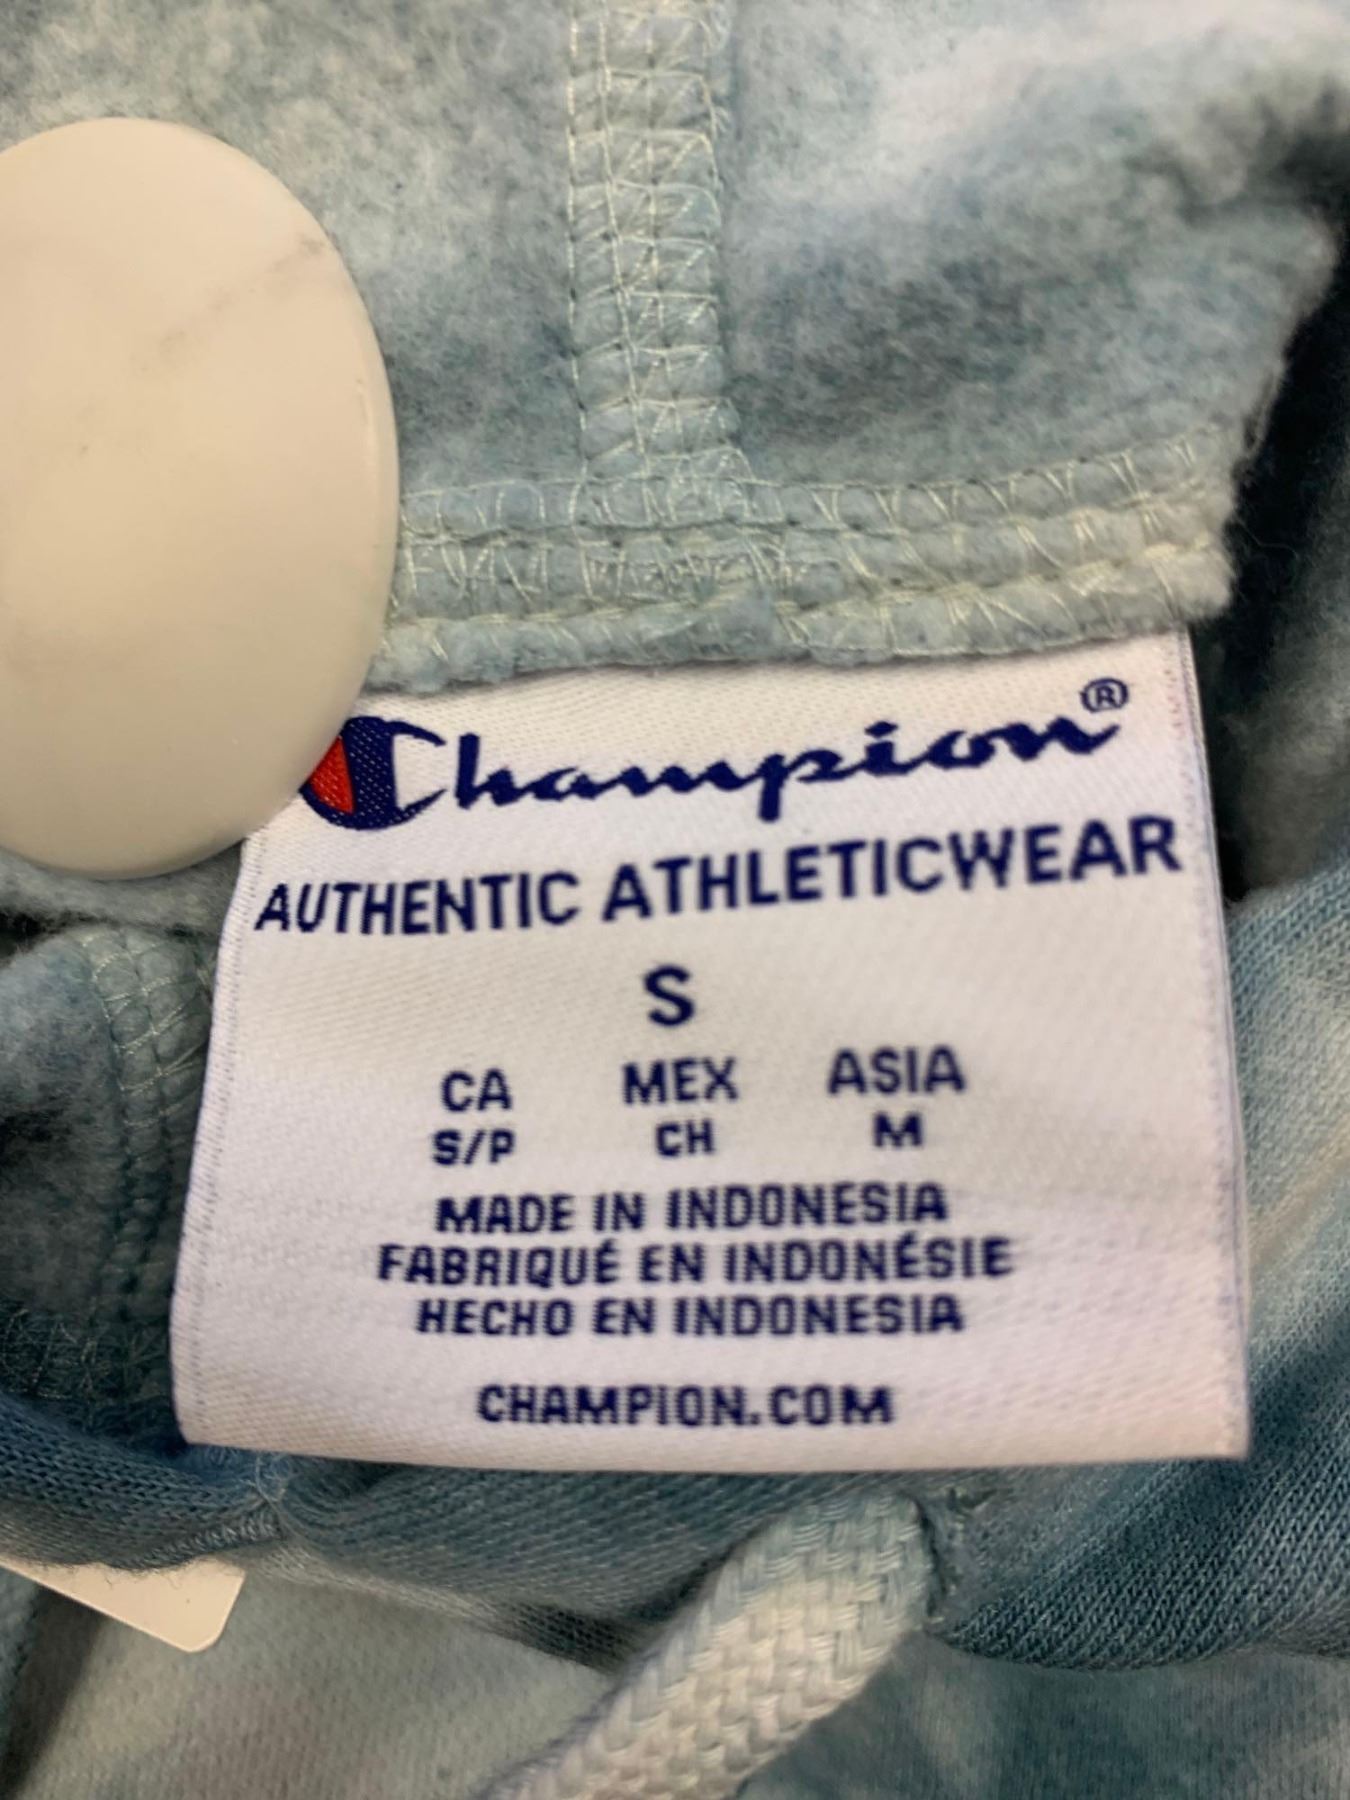 Champion®
AUTHENTIC ATHLETICWEAR
S
CA MEX ASIA
S/P CH M
MADE IN INDONESIA
FABRIQUÉ EN INDONÉSIE
HECHO EN INDONESIA
CHAMPION.COM